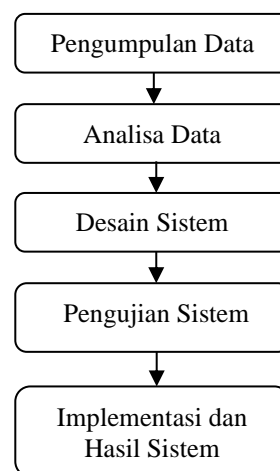 Pengumpulan Data
Analisa Data
Desain Sistem
Pengujian Sistem
Implementasi dan
Hasil Sistem